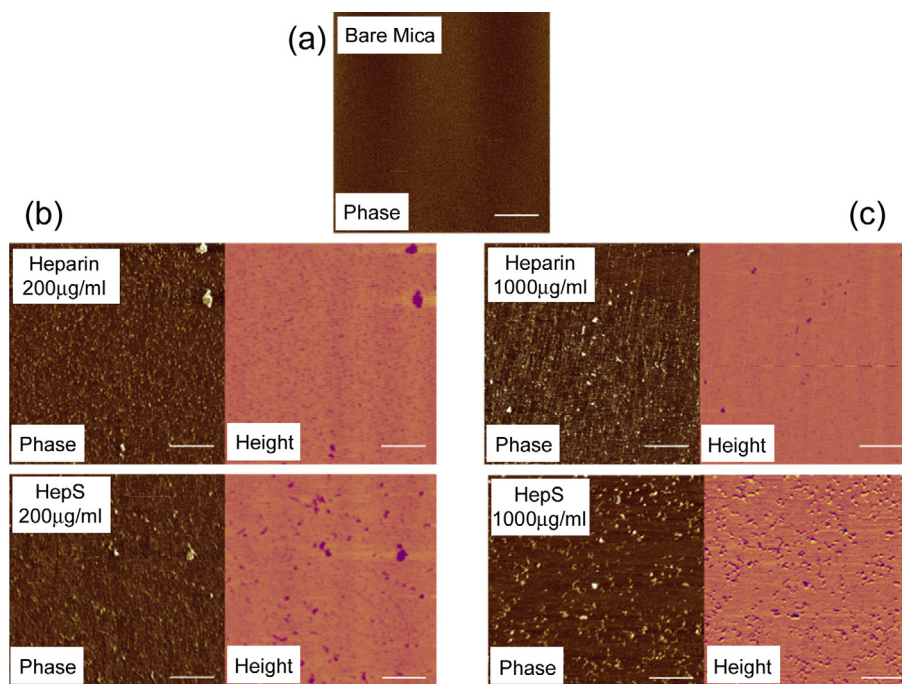 (a)
Bare Mica
Phase
(b)
(c)
Heparin
200µg/ml
Phase
Height
Heparin
1000µg/ml
Phase
Height
HepS
200µg/ml
Phase
Height
HepS
1000µg/ml
Phase
Height